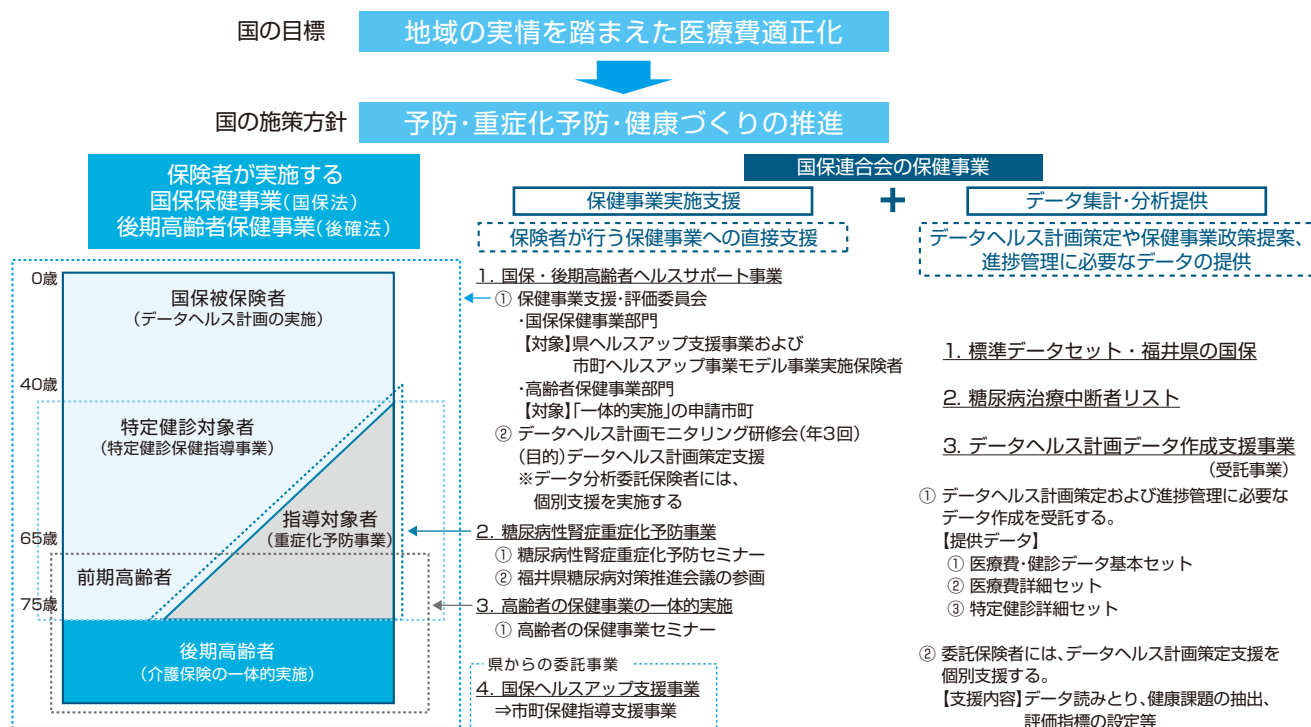 国の目標
地域の実情を踏まえた医療費適正化
国の施策方針
予防・重症化予防・健康づくりの推進
保険者が実施する
国保保健事業(国保法)
後期高齢者保健事業(後確法)
0歳
国保被保険者
(データヘルス計画の実施)
40歳
特定健診対象者
(特定健診保健指導事業)
指導対象者
(重症化予防事業)
65歳
前期高齢者
75歳
後期高齢者
(介護保険の一体的実施)
国保連合会の保健事業
保健事業実施支援
+
データ集計・分析提供
保険者が行う保健事業への直接支援
1. 国保・後期高齢者ヘルスサポート事業
① 保健事業支援・評価委員会
・国保保健事業部門
【対象】県ヘルスアップ支援事業および
市町ヘルスアップ事業モデル事業実施保険者
・高齢者保健事業部門
【対象】「一体的実施」の申請市町
② データヘルス計画モニタリング研修会(年3回)
(目的)データヘルス計画策定支援
※データ分析委託保険者には、
個別支援を実施する
2. 糖尿病性腎症重症化予防事業
① 糖尿病性腎症重症化予防セミナー
② 福井県糖尿病対策推進会議の参画
3. 高齢者の保健事業の一体的実施
① 高齢者の保健事業セミナー
県からの委託事業
4. 国保ヘルスアップ支援事業
⇒市町保健指導支援事業
データヘルス計画策定や保健事業政策提案、
進捗管理に必要なデータの提供
1. 標準データセット・福井県の国保
2. 糖尿病治療中断者リスト
3. データヘルス計画データ作成支援事業
(受託事業)
① データヘルス計画策定および進捗管理に必要な
データ作成を受託する。
【提供データ】
① 医療費・健診データ基本セット
② 医療費詳細セット
③ 特定健診詳細セット
② 委託保険者には、データヘルス計画策定支援を
個別支援する。
【支援内容】データ読みとり、健康課題の抽出、
評価指標の設定等